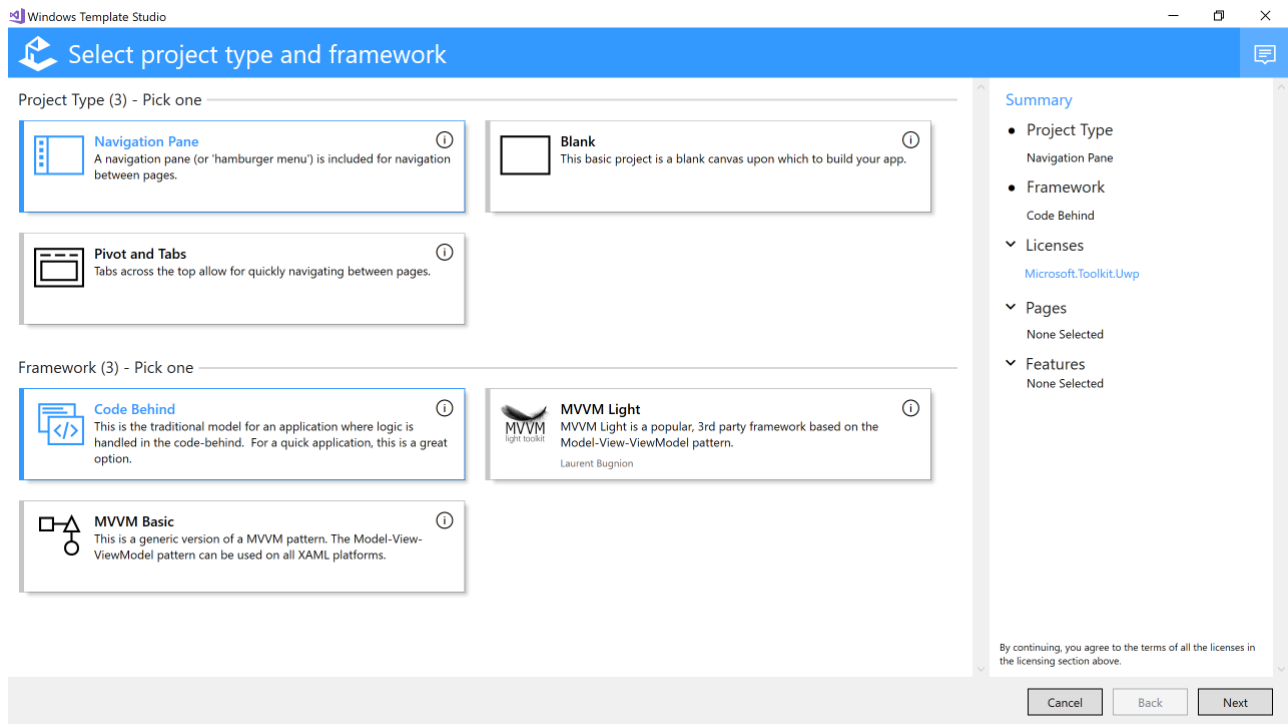 Windows Template Studio
Select project type and framework
Project Type (3) - Pick one
Navigation Pane
A navigation pane (or 'hamburger menu') is included for navigation
between pages.
Blank
This basic project is a blank canvas upon which to build your app.
Pivot and Tabs
Tabs across the top allow for quickly navigating between pages.
Framework (3) - Pick one
Code Behind
This is the traditional model for an application where logic is
handled in the code-behind. For a quick application, this is a great
option.
MVVM
light toolkit
MVVM Light
MVVM Light is a popular, 3rd party framework based on the
Model-View-ViewModel pattern.
Laurent Bugnion
MVVM Basic
This is a generic version of a MVVM pattern. The Model-View-
ViewModel pattern can be used on all XAML platforms.
Summary
Project Type
Navigation Pane
Framework
Code Behind
Licenses
Microsoft.Toolkit.Uwp
Pages
None Selected
Features
None Selected
By continuing, you agree to the terms of all the licenses in
the licensing section above.
Cancel
Back
Next